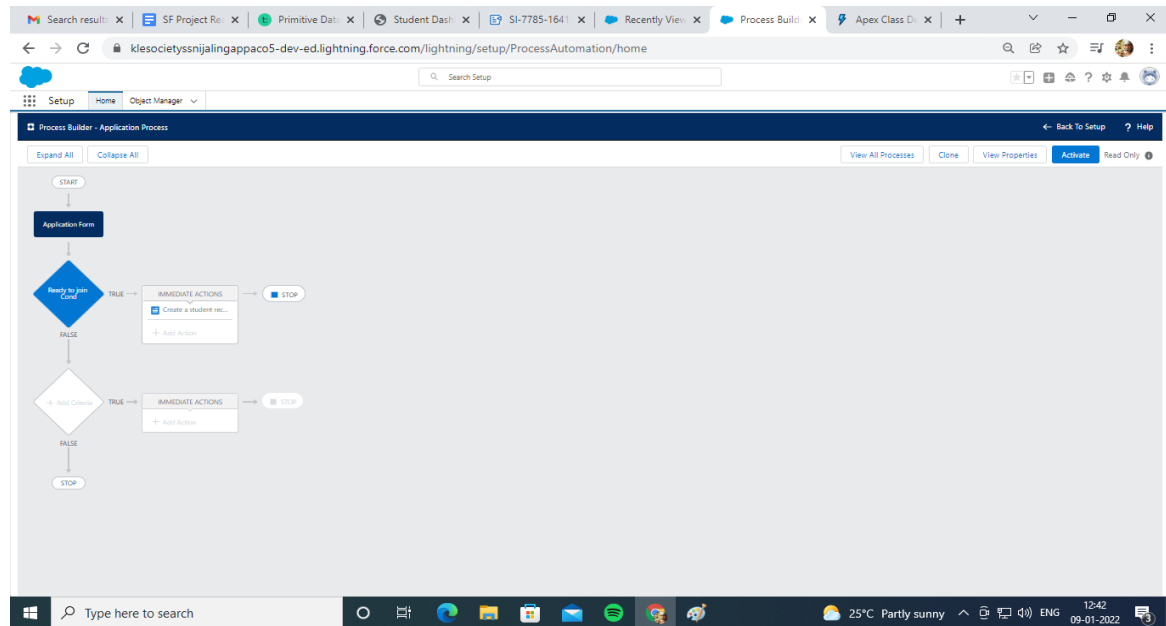 Search results
SF Project Re
Primitive Data
Student Dash
SI-7785-1641
Recently View
Process Build
Apex Class D
klesocietyssnijalingappaco5-dev-ed.lightning.force.com/lightning/setup/ProcessAutomation/home
Search Setup
Setup Home Object Manager
Process Builder - Application Process
Back To Setup ? Help
Expand All Collapse All View All Processes Clone View Properties Activate Read Only
START
Application Form
Ready to join
Cond
TRUE IMMEDIATE ACTIONS STOP
Create a student rec...
+ Add Action
FALSE
+ Add Criteria TRUE IMMEDIATE ACTIONS STOP
+ Add Action
FALSE
STOP
Type here to search
25°C Partly sunny
ENG
12:42
09-01-2022
3